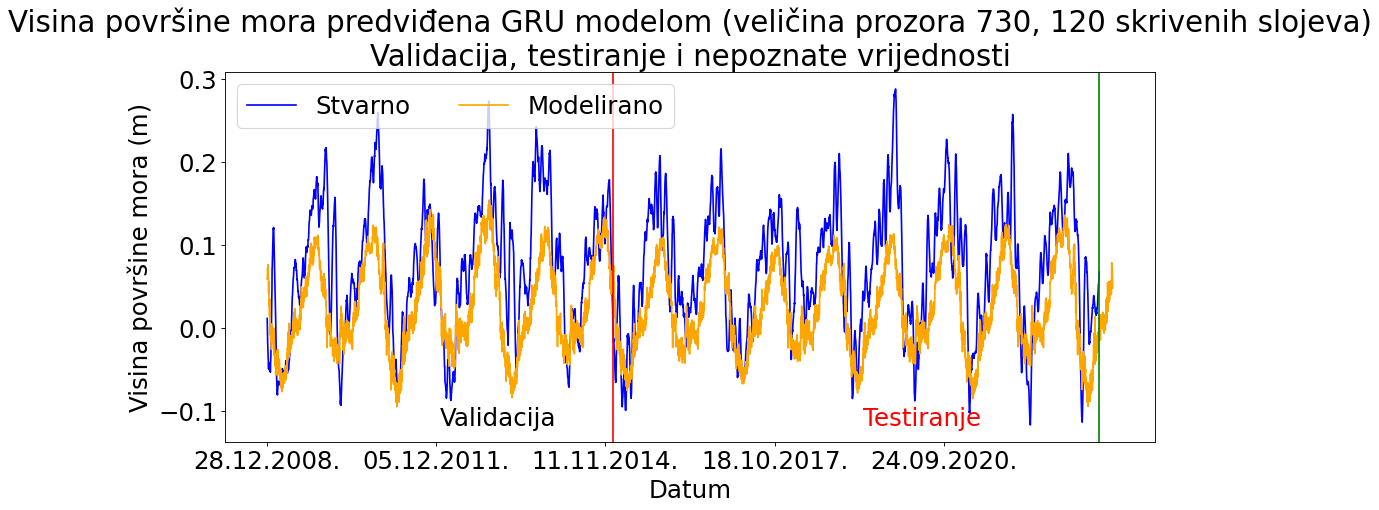 Visina površine mora predviđena GRU modelom (veličina prozora 730, 120 skrivenih slojeva)
Validacija, testiranje i nepoznate vrijednosti
Stvarno
Modelirano
Visina površine mora (m)
0.3
0.2
0.1
0.0
−0.1
Validacija
Testiranje
28.12.2008.
05.12.2011.
11.11.2014.
18.10.2017.
24.09.2020.
Datum